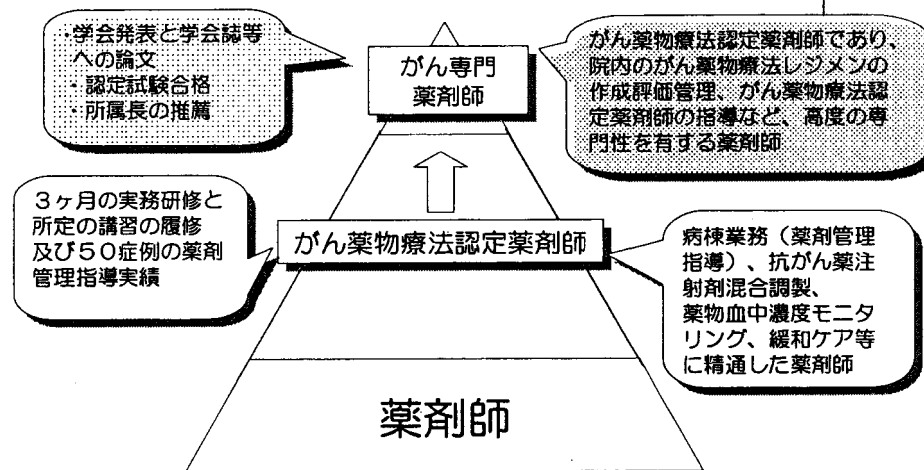 ・学会発表と学会誌等
への論文
・認定試験合格
・所属長の推薦
がん専門
薬剤師
がん薬物療法認定薬剤師であり、
院内のがん薬物療法レジメンの
作成評価管理、がん薬物療法認
定薬剤師の指導など、高度の専
門性を有する薬剤師
３ヶ月の実務研修と
所定の講習の履修
及び５０症例の薬剤
管理指導実績
がん薬物療法認定薬剤師
病棟業務（薬剤管理
指導）、抗がん薬注
射剤混合調製、
薬物血中濃度モニタ
リング、緩和ケア等
に精通した薬剤師
薬剤師